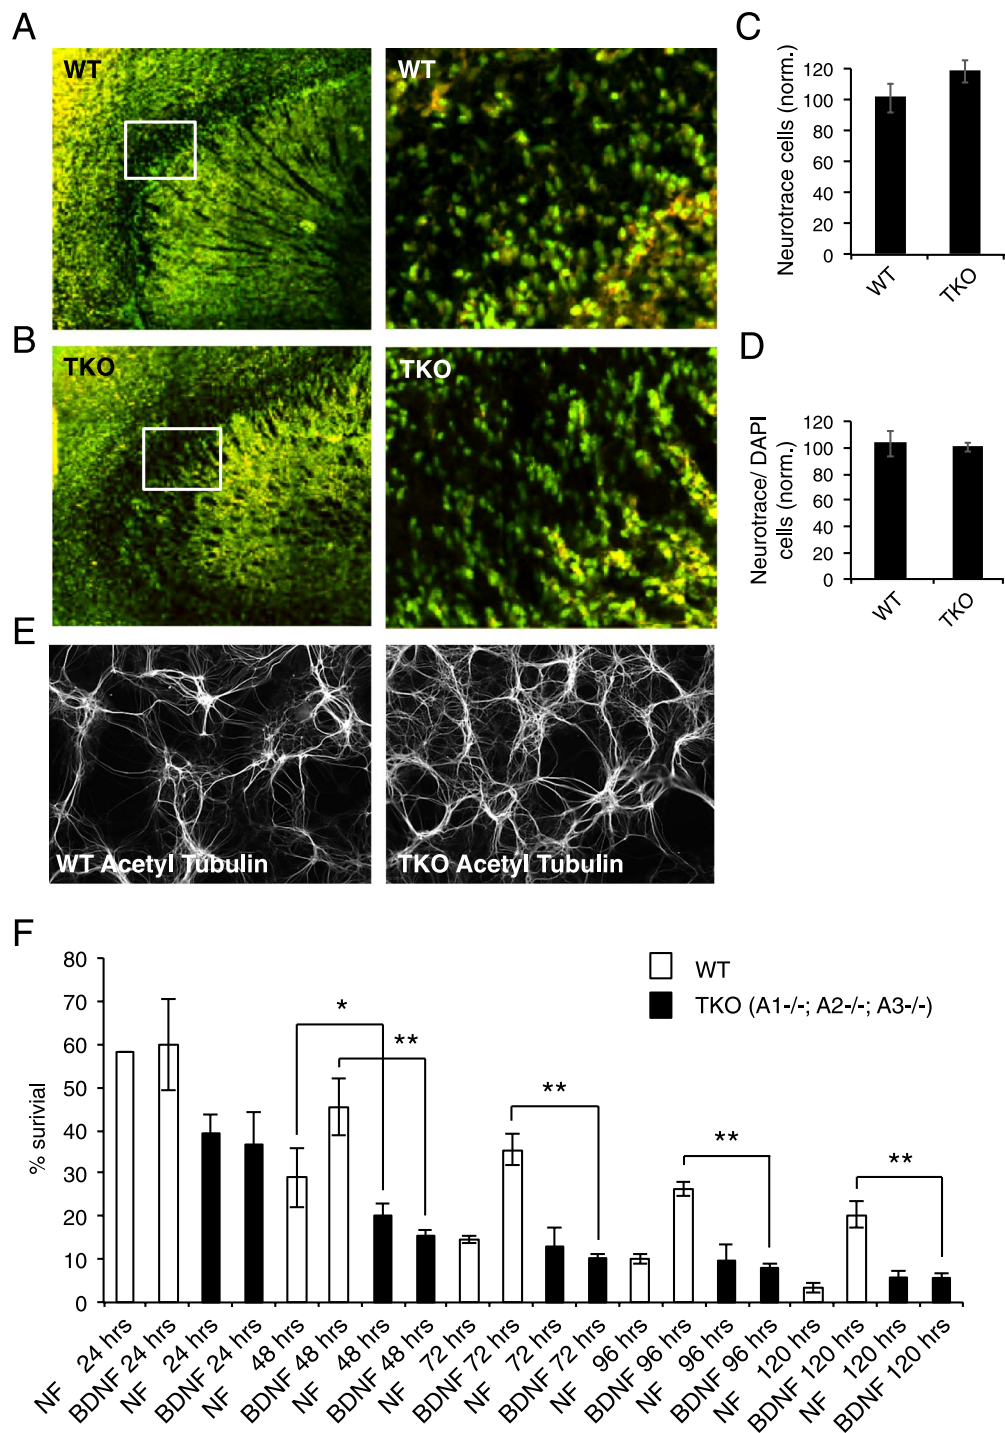 A
WT
WT
B
TKO
TKO
C
Neurotrace cells (norm.)
120
100
80
60
40
20
0
WT
TKO
D
Neurotrace/ DAPI
cells (norm.)
120
100
80
60
40
20
0
WT
TKO
E
WT Acetyl Tubulin
TKO Acetyl Tubulin
F
% surivial
80
70
60
50
40
30
20
10
0
WT
TKO (A1-/-; A2-/-; A3-/-)
*
**
**
**
**
NF 24 hrs
BDNF 24 hrs
NF 24 hrs
BDNF 24 hrs
NF 48 hrs
BDNF 48 hrs
NF 48 hrs
BDNF 48 hrs
NF 72 hrs
BDNF 72 hrs
NF 72 hrs
BDNF 72 hrs
NF 96 hrs
BDNF 96 hrs
NF 96 hrs
BDNF 96 hrs
NF 120 hrs
BDNF 120 hrs
NF 120 hrs
BDNF 120 hrs